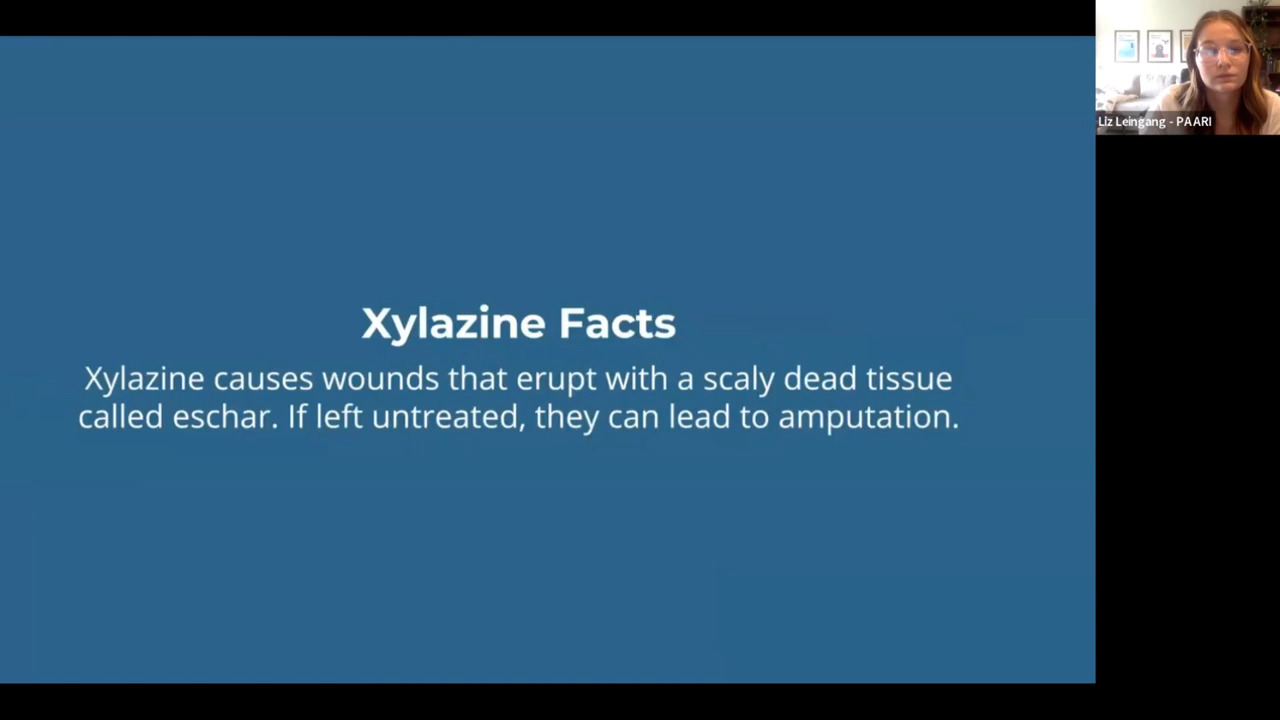 Xylazine Facts
Xylazine causes wounds that erupt with a scaly dead tissue
called eschar. If left untreated, they can lead to amputation.
Liz Leingang - PAARI